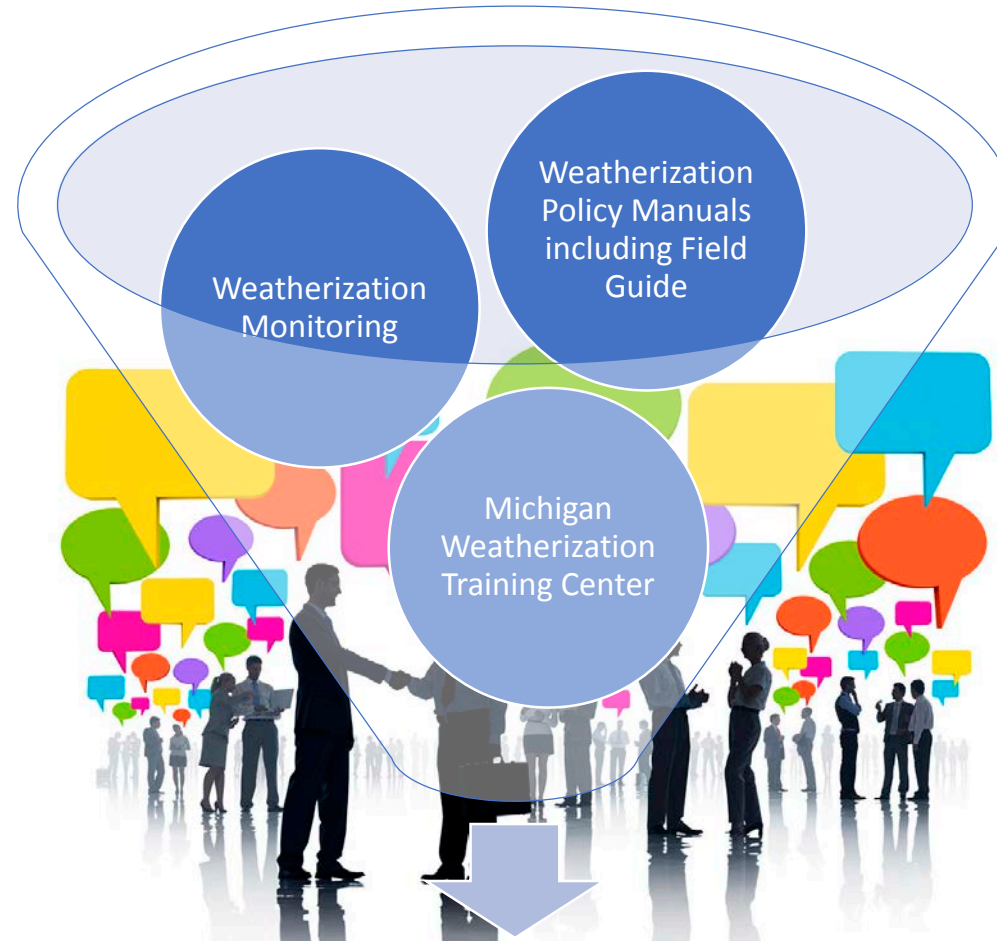 Weatherization
Policy Manuals
including Field
Guide
Weatherization
Monitoring
Michigan
Weatherization
Training Center